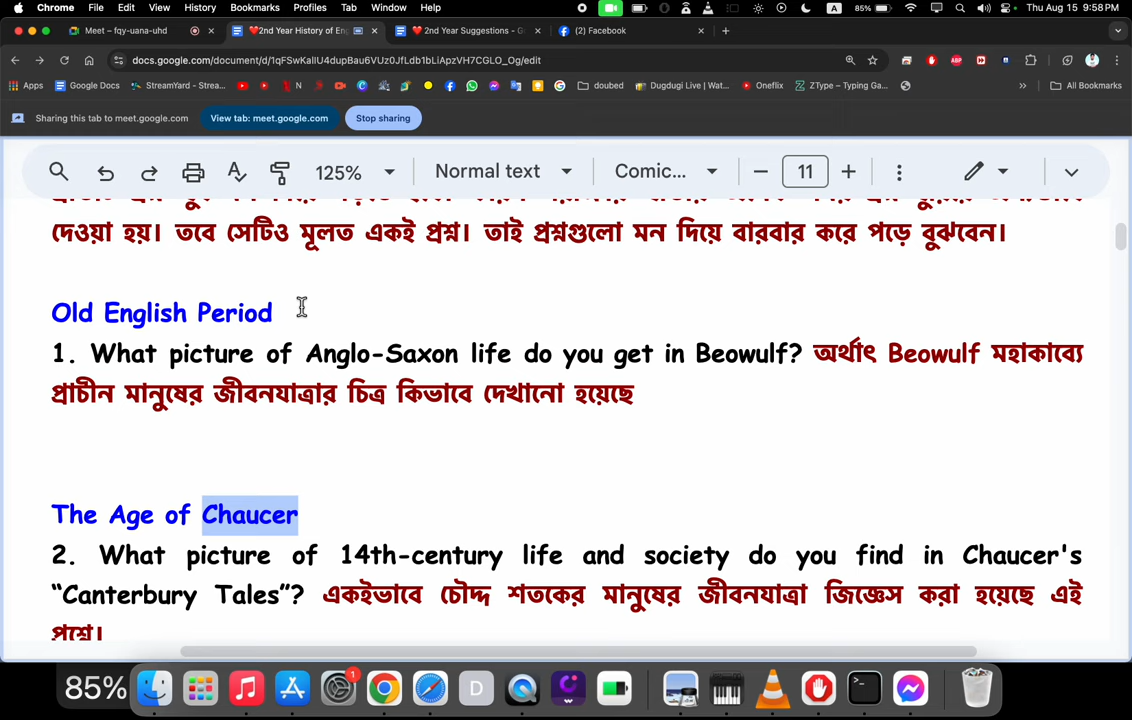 Chrome File Edit View History Bookmarks Profiles Tab Window Help A 85% Thu Aug 15 9:58 PM
Meet – fqy-uana-uhd 2nd Year History of En 2nd Year Suggestions - G Facebook
docs.google.com/document/d/1qFSwKallU4dupBau6VUz0JfLdb1bLiApzVH7CGLO_Og/edit
Apps Google Docs StreamYard - Strea... N doubed Dugdugi Live | Wat... Oneflix ZType – Typing Ga... » All Bookmarks
Sharing this tab to meet.google.com View tab: meet.google.com Stop sharing
125% Normal text Comic... 11
দেওয়া হয়। তবে সেটিও মূলত একই প্রশ্ন। তাই প্রশ্নগুলো মন দিয়ে বারবার করে পড়ে বুঝবেন।
Old English Period
1. What picture of Anglo-Saxon life do you get in Beowulf? অর্থাৎ Beowulf মহাকাব্যে
প্রাচীন মানুষের জীবনযাত্রার চিত্র কিভাবে দেখানো হয়েছে
The Age of Chaucer
2. What picture of 14th-century life and society do you find in Chaucer's
“Canterbury Tales”? একইভাবে চৌদ্দ শতকের মানুষের জীবনযাত্রা জিজ্ঞেস করা হয়েছে এই
প্রশ্নে।
85% 1 D